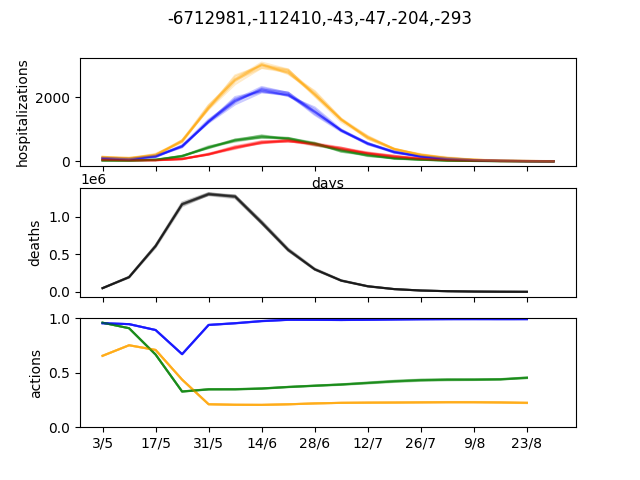 -6712981,-112410,-43,-47,-204,-293
hospitalizations
2000
0
days
1e6
deaths
1.0
0.5
0.0
actions
1.0
0.5
0.0
3/5 17/5 31/5 14/6 28/6 12/7 26/7 9/8 23/8